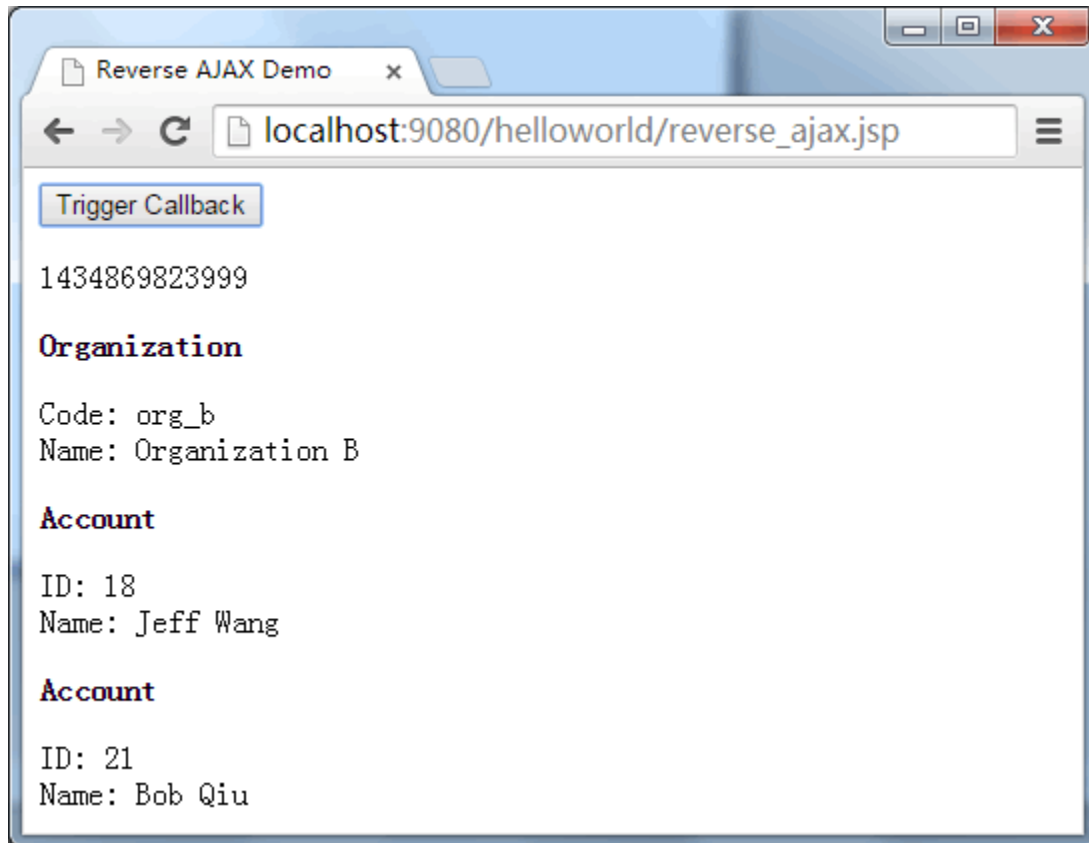 Reverse AJAX Demo
localhost:9080/helloworld/reverse_ajax.jsp
Trigger Callback
1434869823999
Organization
Code: org_b
Name: Organization B
Account
ID: 18
Name: Jeff Wang
Account
ID: 21
Name: Bob Qiu